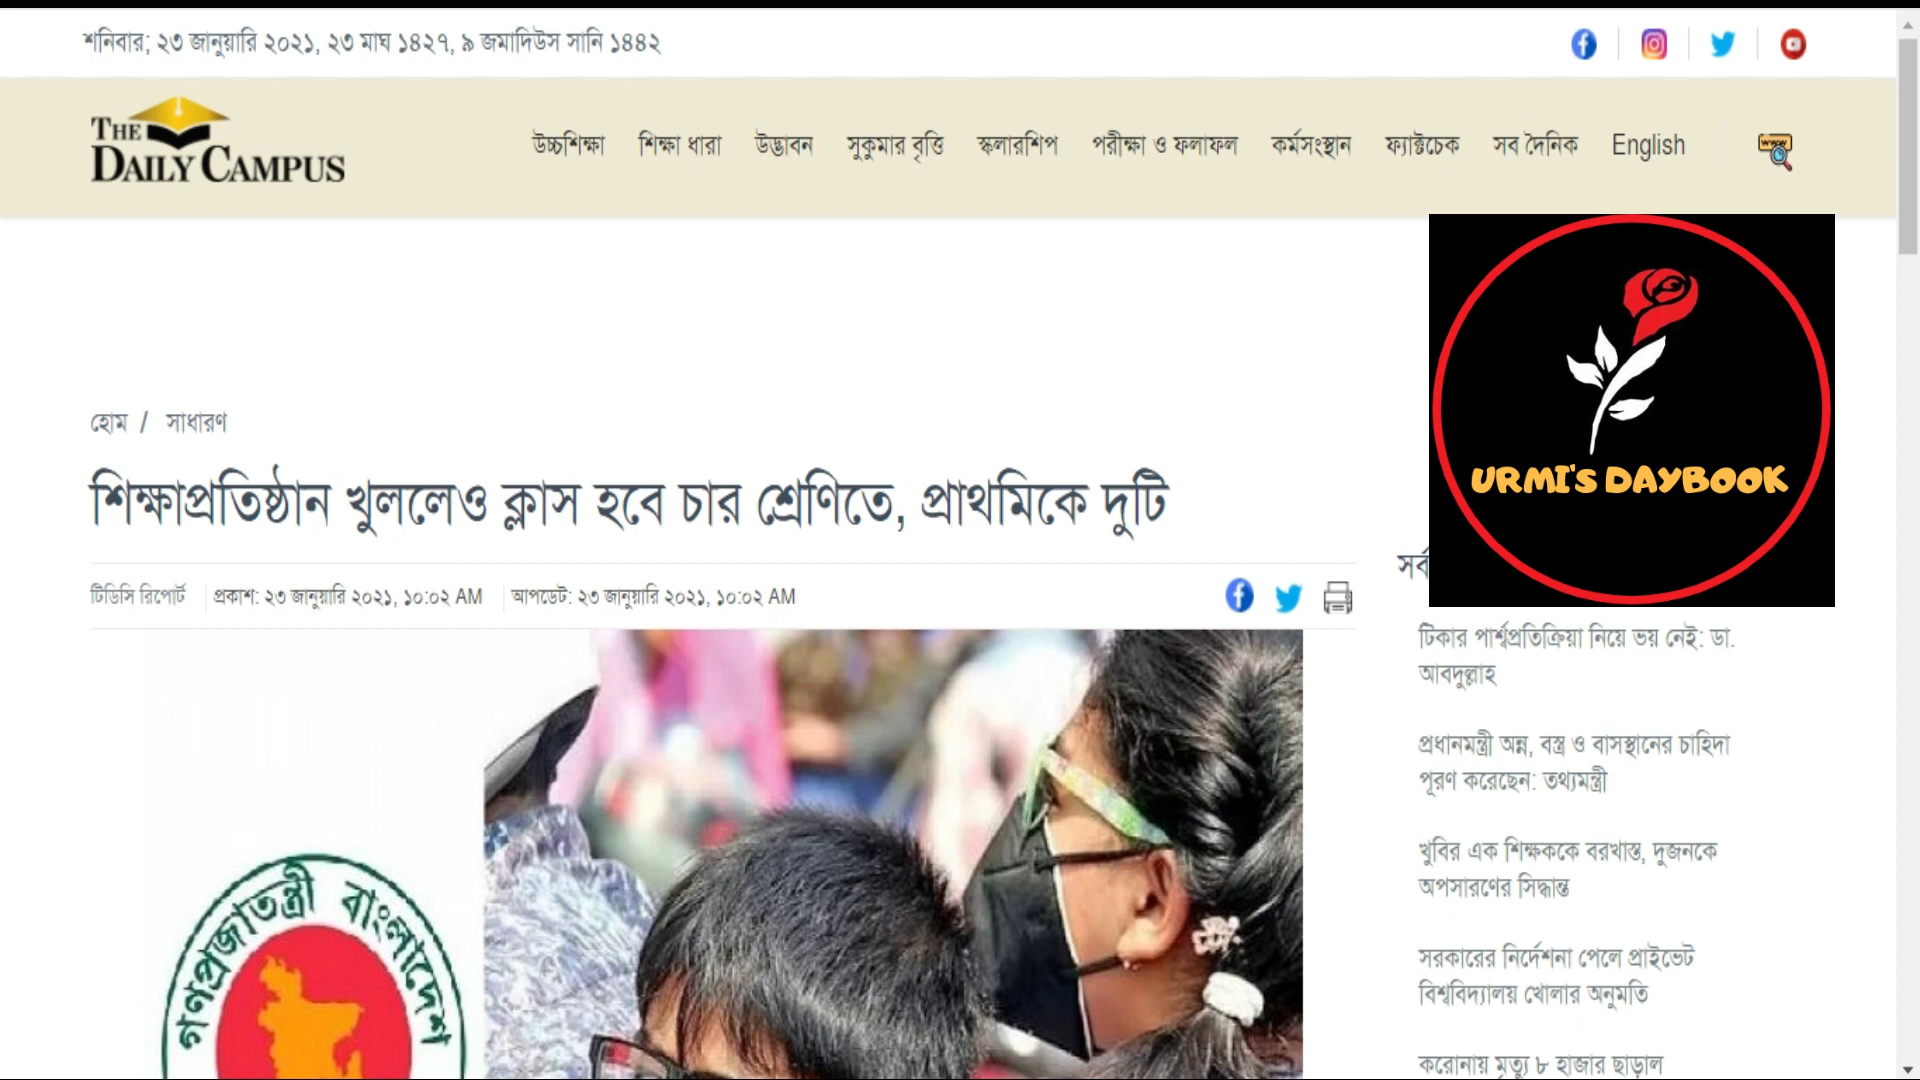 শনিবার; ২৩ জানুয়ারি ২০২১, ২৩ মাঘ ১৪২৭, ৯ জমাদিউস সানি ১৪৪২
THE
DAILY CAMPUS
উচ্চশিক্ষা শিক্ষা ধারা উদ্ভাবন সুকুমার বৃত্তি স্কলারশিপ পরীক্ষা ও ফলাফল কর্মসংস্থান ফ্যাক্টচেক সব দৈনিক English
www
URMI'S DAYBOOK
হোম / সাধারণ
শিক্ষাপ্রতিষ্ঠান খুললেও ক্লাস হবে চার শ্রেণিতে, প্রাথমিকে দুটি
টিডিসি রিপোর্ট প্রকাশ: ২৩ জানুয়ারি ২০২১, ১০:০২ AM আপডেট: ২৩ জানুয়ারি ২০২১, ১০:০২ AM
গণপ্রজাতন্ত্রী বাংলাদেশ
টিকার পার্শ্বপ্রতিক্রিয়া নিয়ে ভয় নেই: ডা.
আবদুল্লাহ
প্রধানমন্ত্রী অন্ন, বস্ত্র ও বাসস্থানের চাহিদা
পূরণ করেছেন: তথ্যমন্ত্রী
খুবির এক শিক্ষককে বরখাস্ত, দুজনকে
অপসারণের সিদ্ধান্ত
সরকারের নির্দেশনা পেলে প্রাইভেট
বিশ্ববিদ্যালয় খোলার অনুমতি
করোনায় মৃত্যু ৮ হাজার ছাড়াল